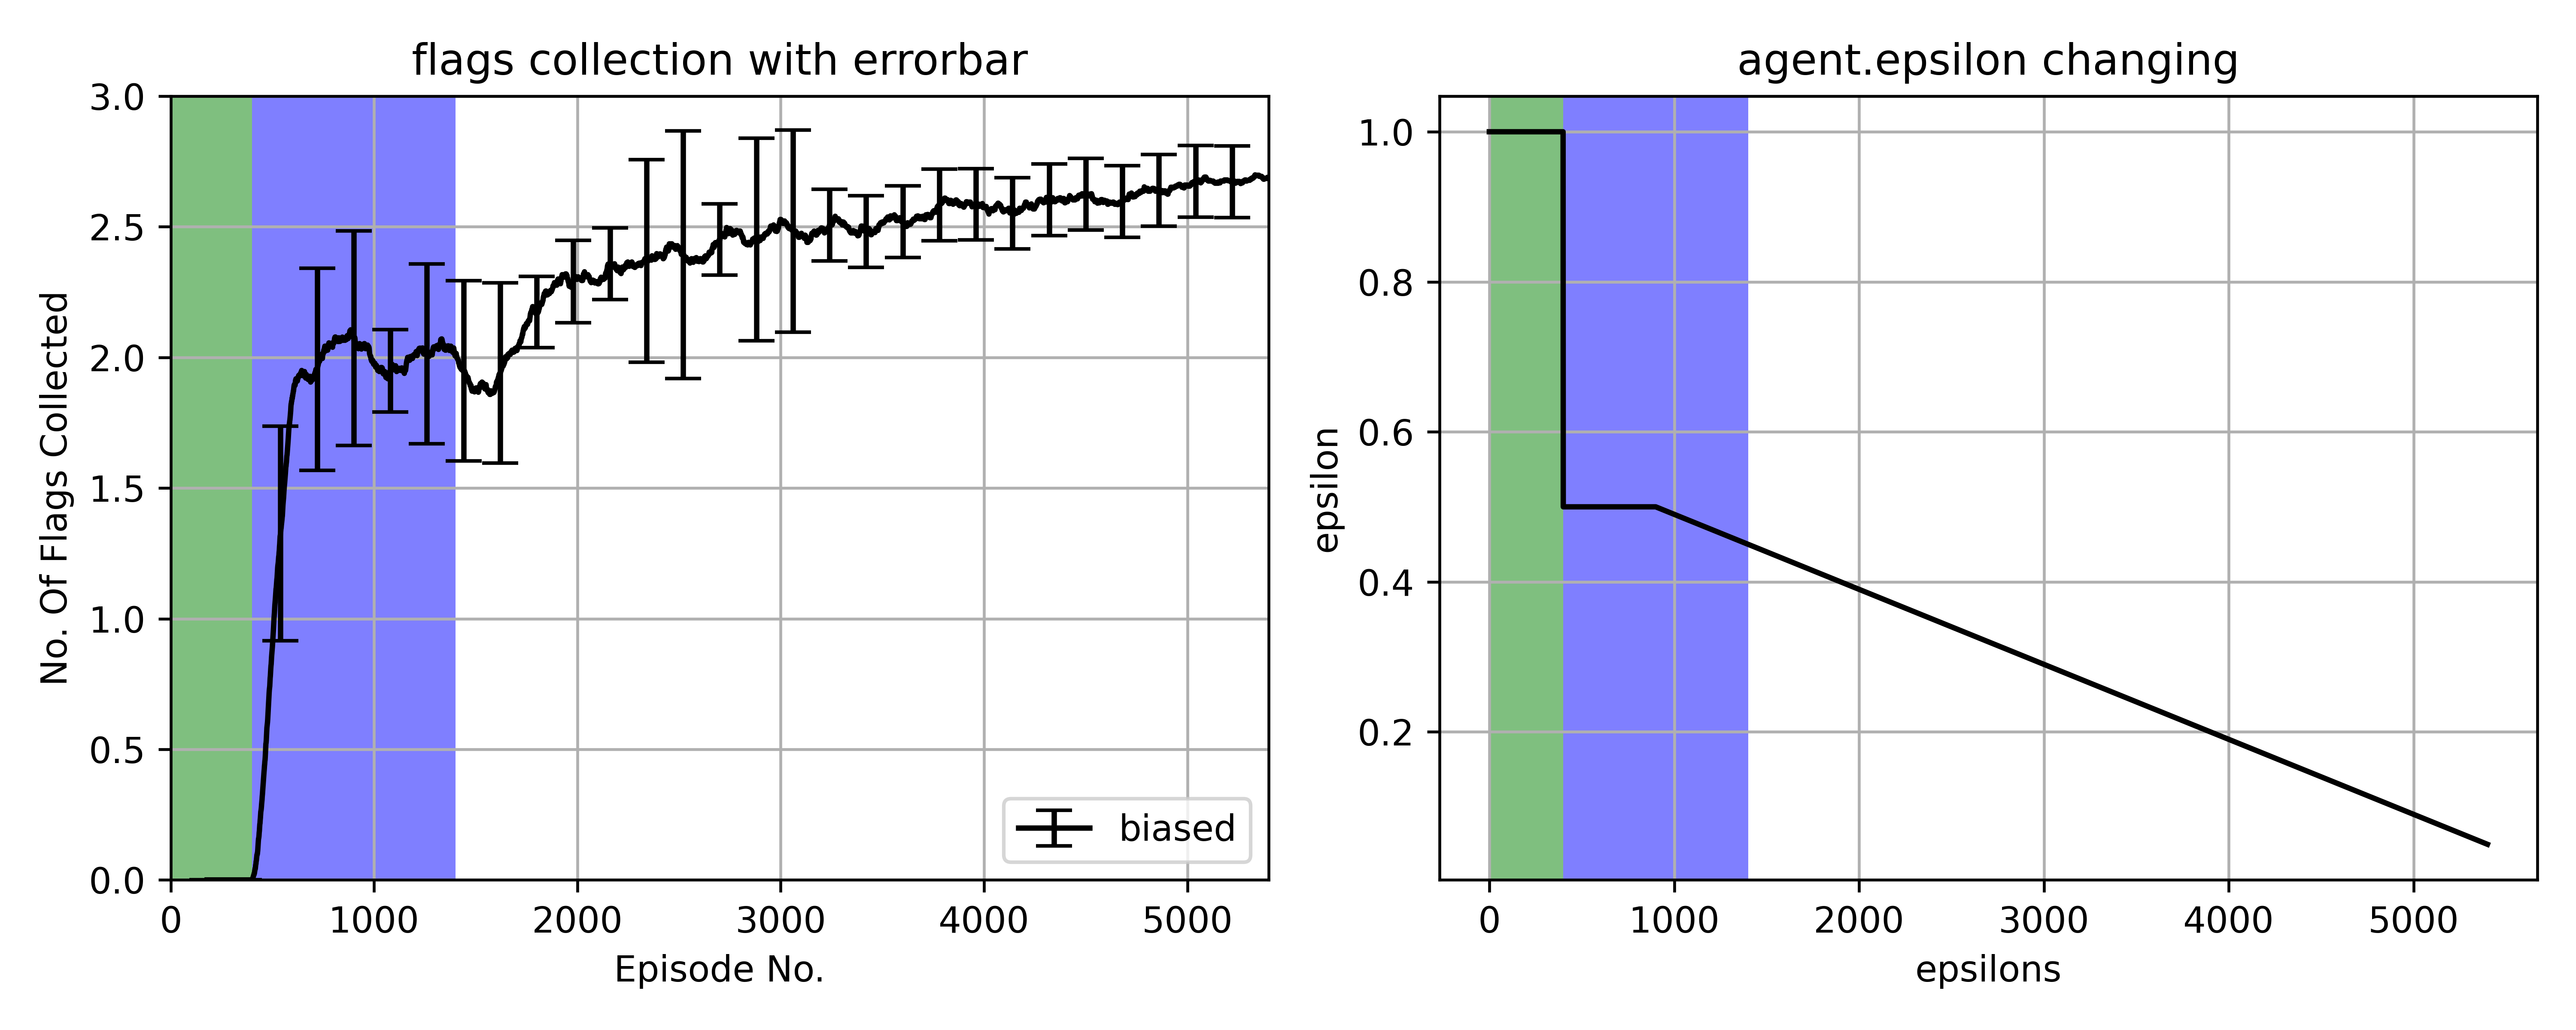 flags collection with errorbar
3.0
2.5
2.0
1.5
1.0
0.5
0.0
No. Of Flags Collected
0 1000 2000 3000 4000 5000
Episode No.
biased
agent.epsilon changing
1.0
0.8
0.6
0.4
0.2
epsilon
0 1000 2000 3000 4000 5000
epsilons